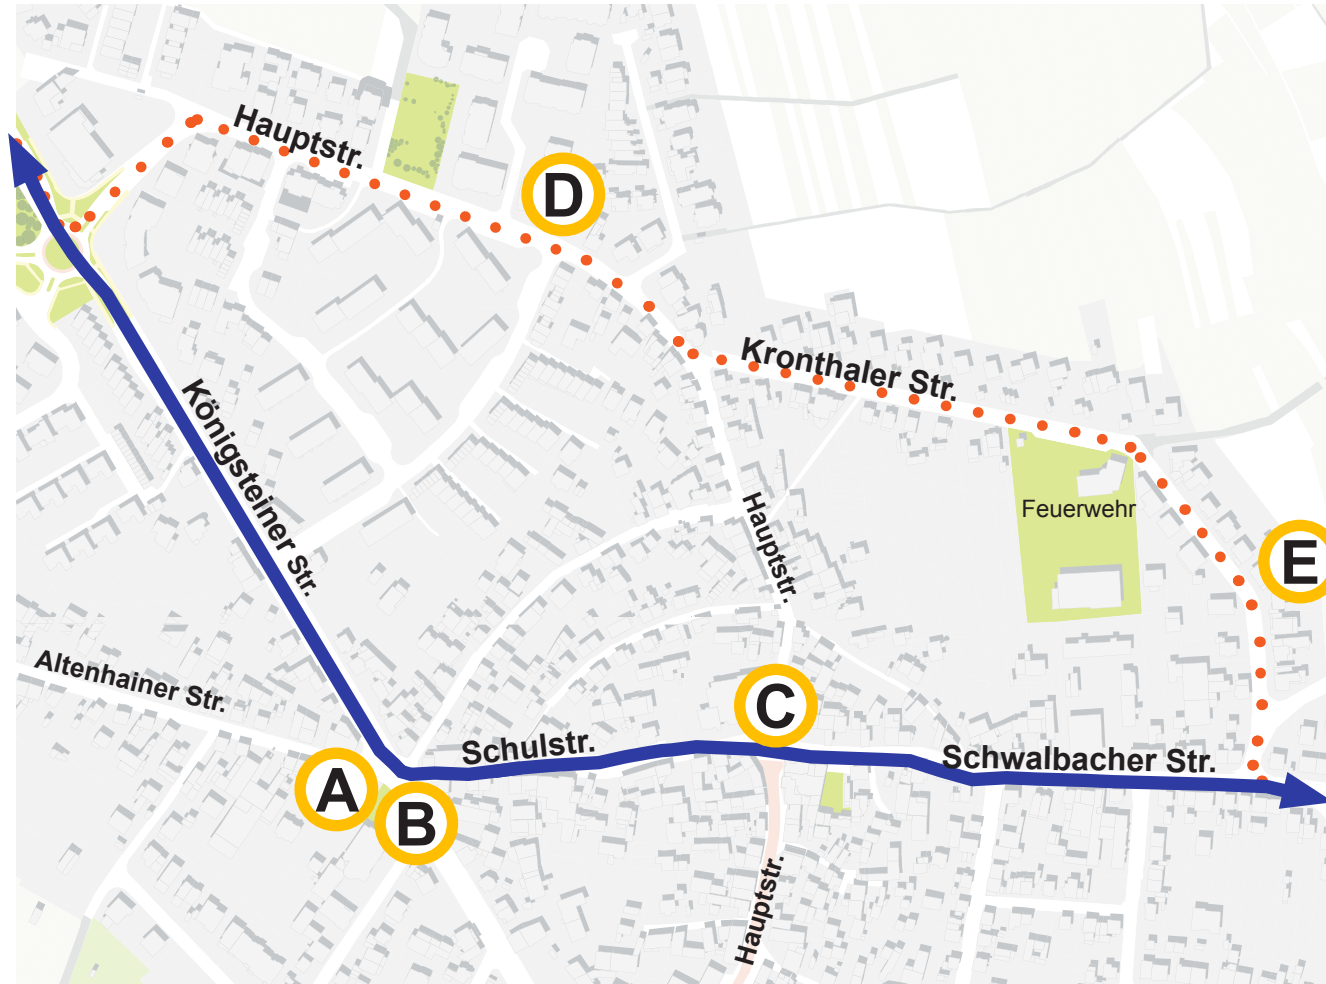 Hauptstr.
D
Kronthaler Str.
Königsteiner Str.
Hauptstr.
Feuerwehr
E
Altenhainer Str.
C
Schulstr.
Schwalbacher Str.
A
B
Hauptstr.